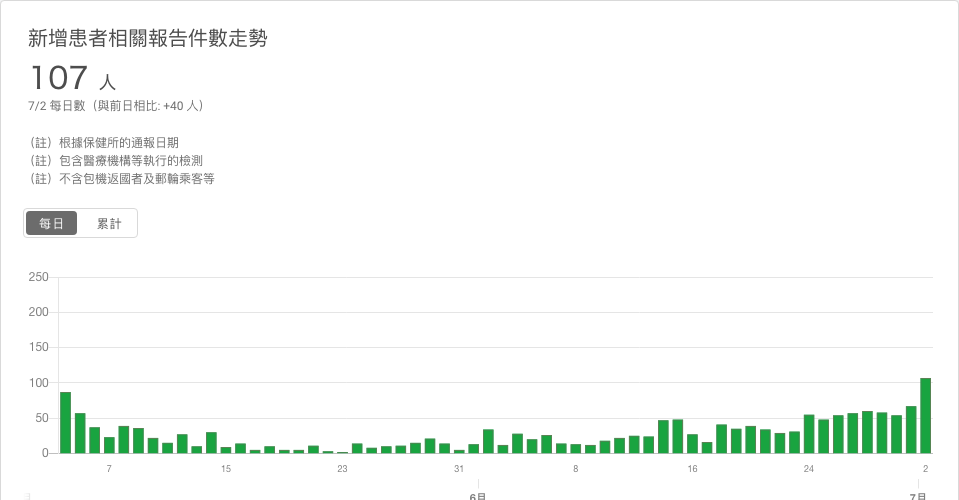 新增患者相關報告件數走勢
107 人
7/2 每日數（與前日相比: +40 人）
（註）根據保健所的通報日期
（註）包含醫療機構等執行的檢測
（註）不含包機返國者及郵輪乘客等
每日 累計
250
200
150
100
50
0
7 15 23 31 8 16 24 2
6月 7月